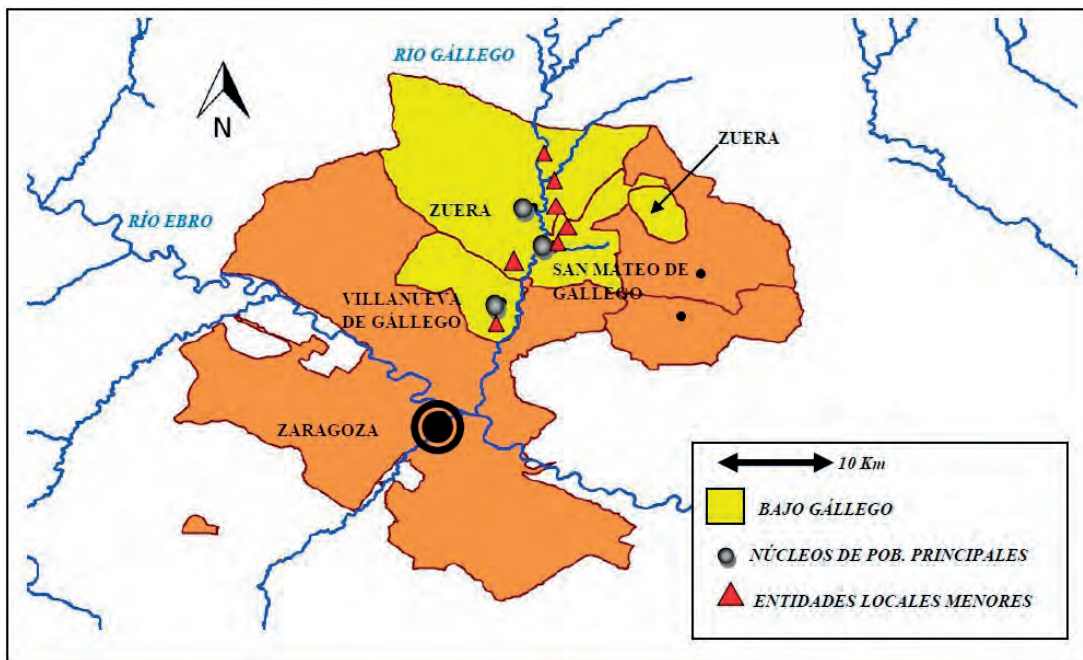 RIO GÁLLEGO
N
ZUERA
ZUERA
RÍO EBRO
SAN MATEO DE
GÁLLEGO
VILLANUEVA
DE GÁLLEGO
ZARAGOZA
10 Km
BAJO GÁLLEGO
NÚCLEOS DE POB. PRINCIPALES
ENTIDADES LOCALES MENORES